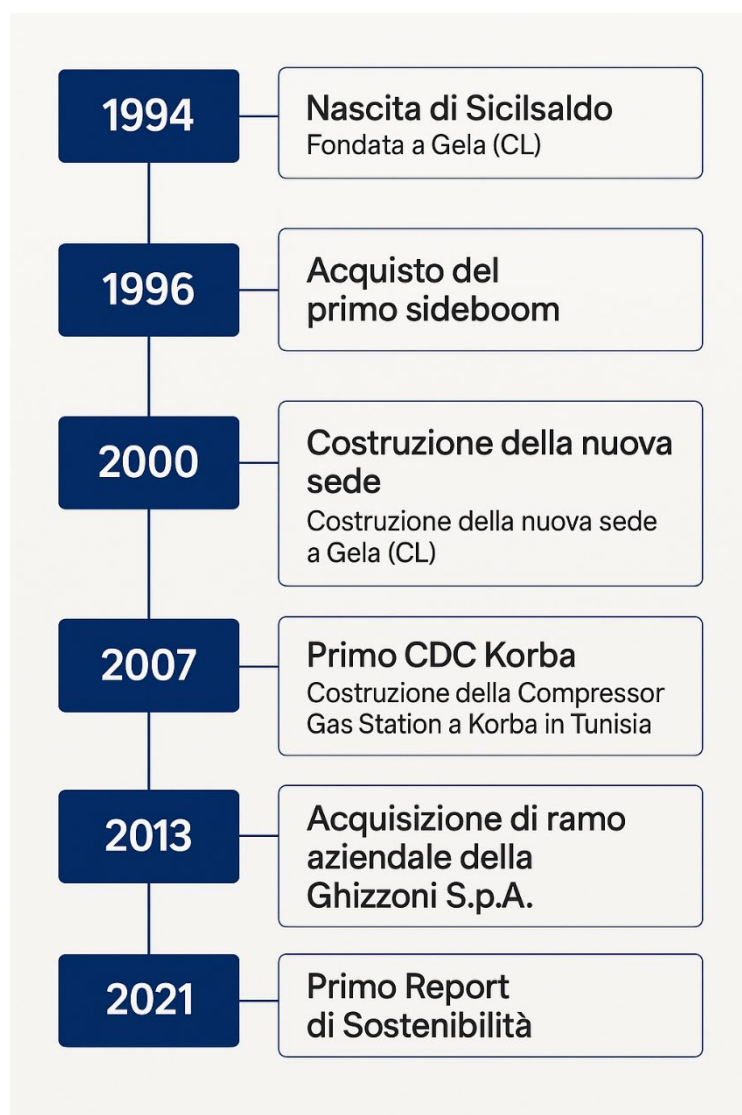 1994
Nascita di Sicilsaldo
Fondata a Gela (CL)
1996
Acquisto del
primo sideboom
2000
Costruzione della nuova
sede
Costruzione della nuova sede
a Gela (CL)
2007
Primo CDC Korba
Costruzione della Compressor
Gas Station a Korba in Tunisia
2013
Acquisizione di ramo
aziendale della
Ghizzoni S.p.A.
2021
Primo Report
di Sostenibilità